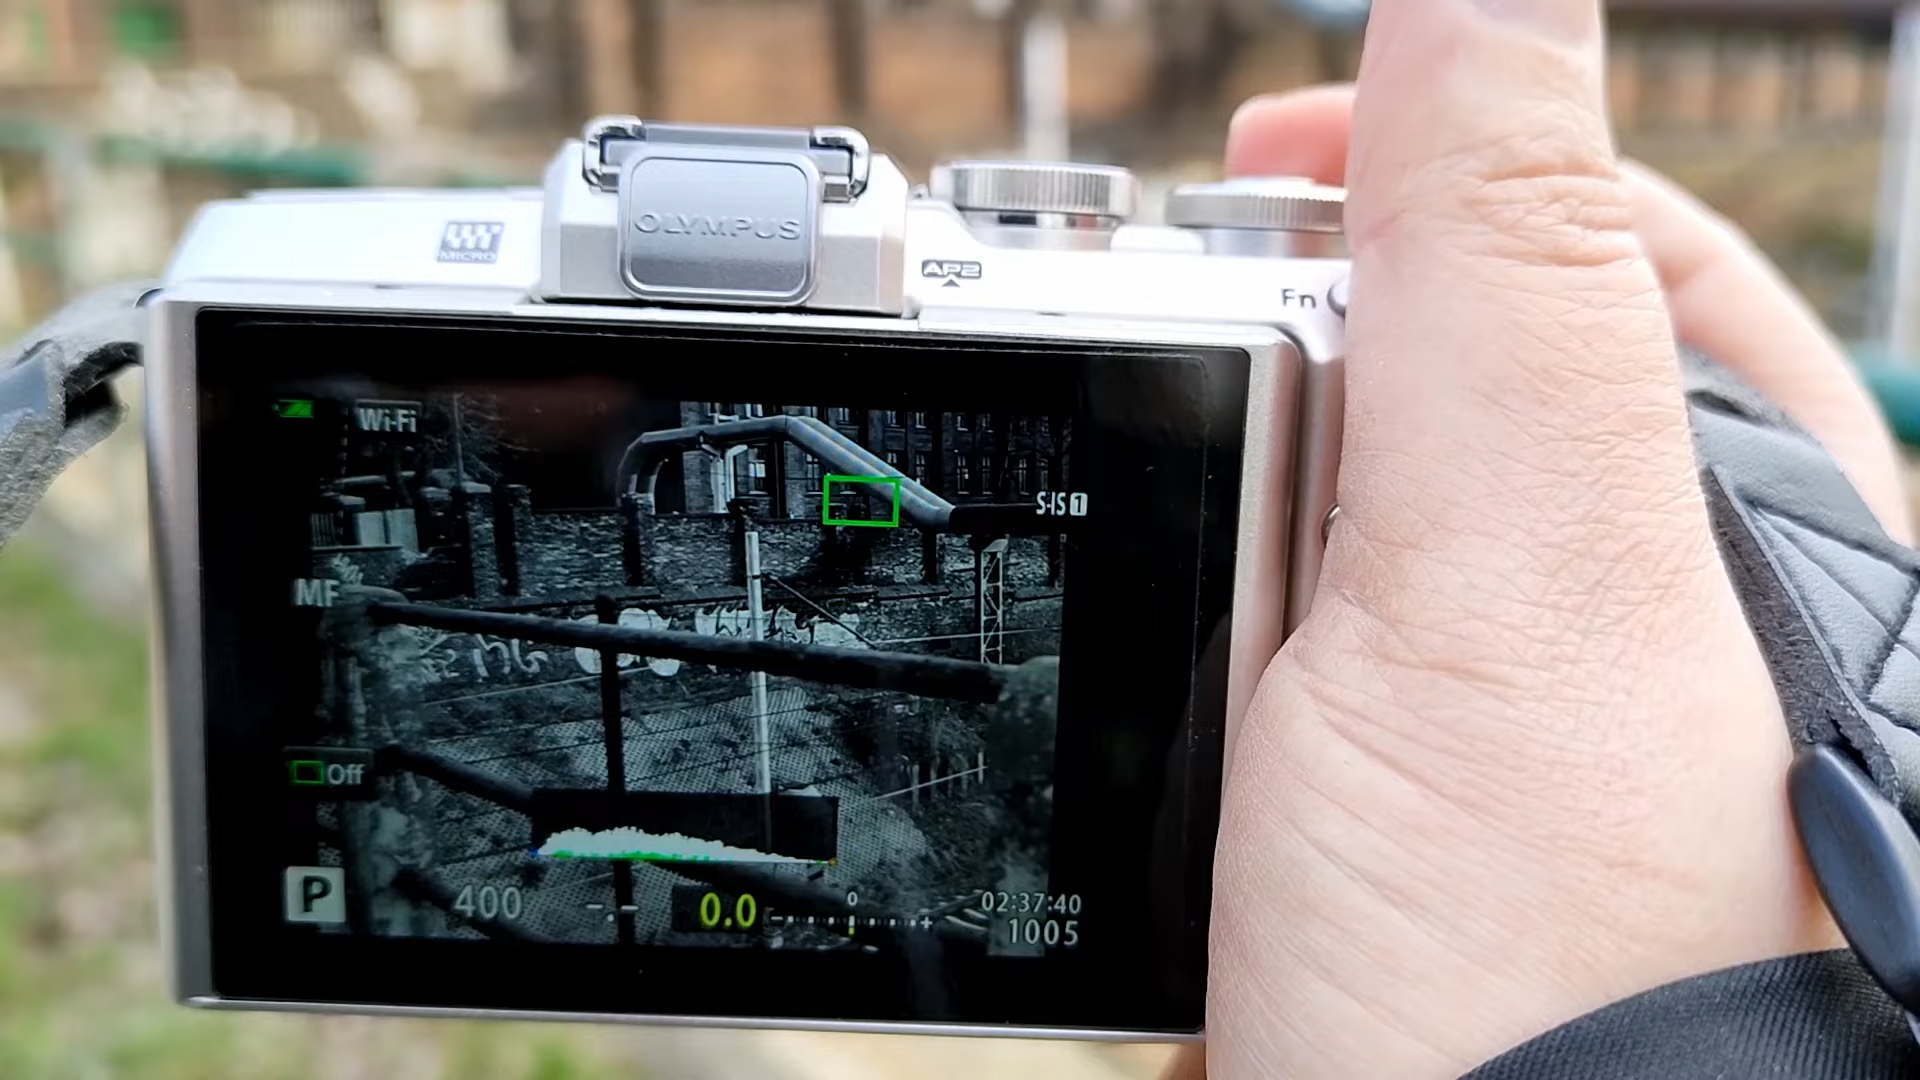 OLYMPUS
MICRO
AP2
Fn
Wi-Fi
S-IS 1
MF
Off
P
400
-.-
0.0
- 0 +
02:37:40
1005